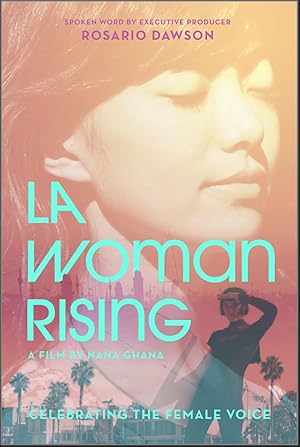 SPOKEN WORD BY EXECUTIVE PRODUCER
ROSARIO DAWSON
LA
WOMAN
RISING
A FILM BY NANA GHANA
CELEBRATING THE FEMALE VOICE